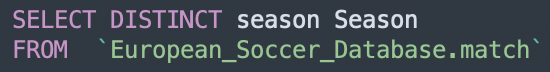 SELECT DISTINCT season Season
FROM  `European_Soccer_Database.match`